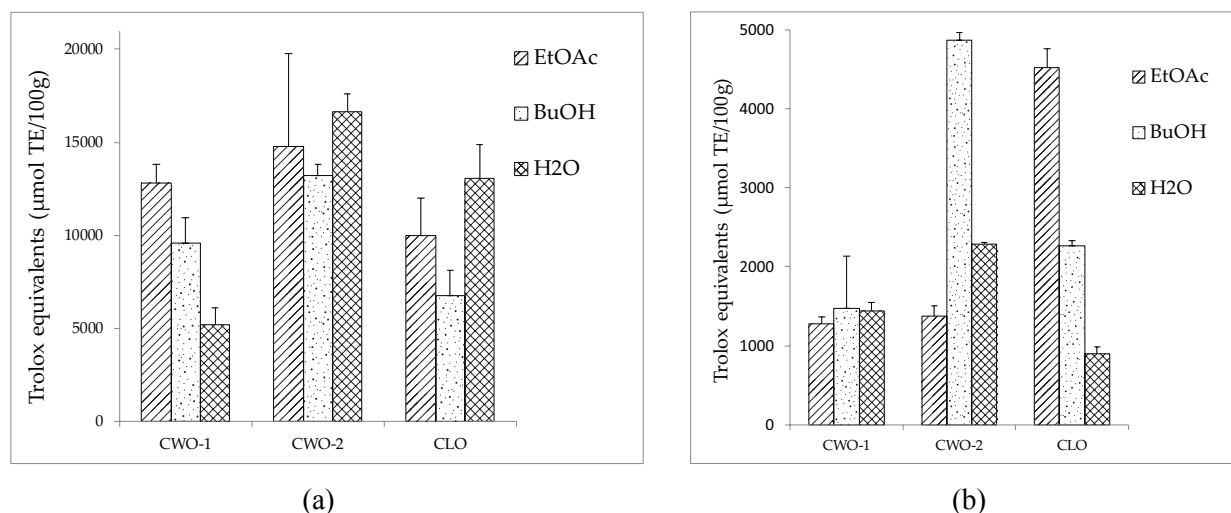 Trolox equivalents (μmol TE/100g)
20000
15000
10000
5000
0
CWO-1
CWO-2
CLO
EtOAc
BuOH
H2O
(a)
Trolox equivalents (μmol TE/100g)
5000
4000
3000
2000
1000
0
CWO-1
CWO-2
CLO
EtOAc
BuOH
H2O
(b)